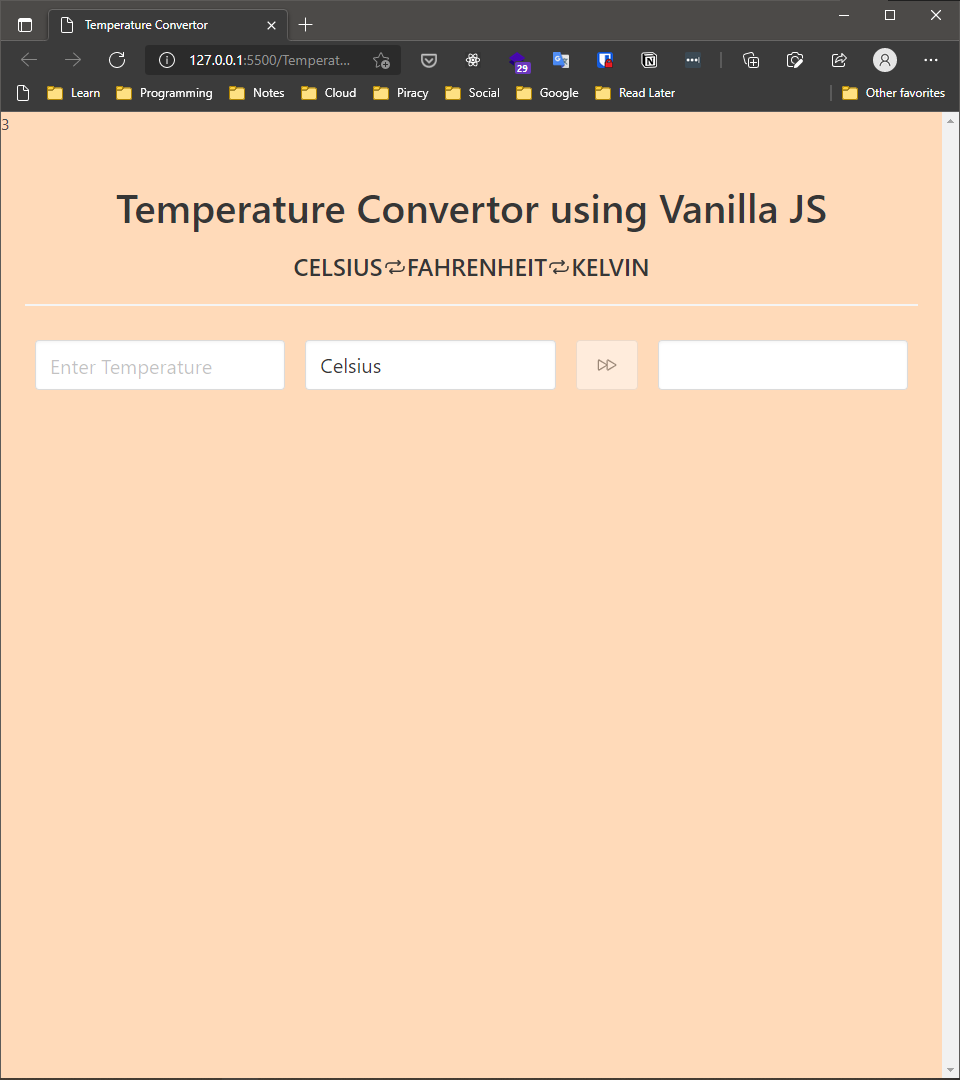 Temperature Convertor
127.0.0.1:5500/Temperat...
29
Learn Programming Notes Cloud Piracy Social Google Read Later Other favorites
3
Temperature Convertor using Vanilla JS
CELSIUS FAHRENHEIT KELVIN
Enter Temperature Celsius